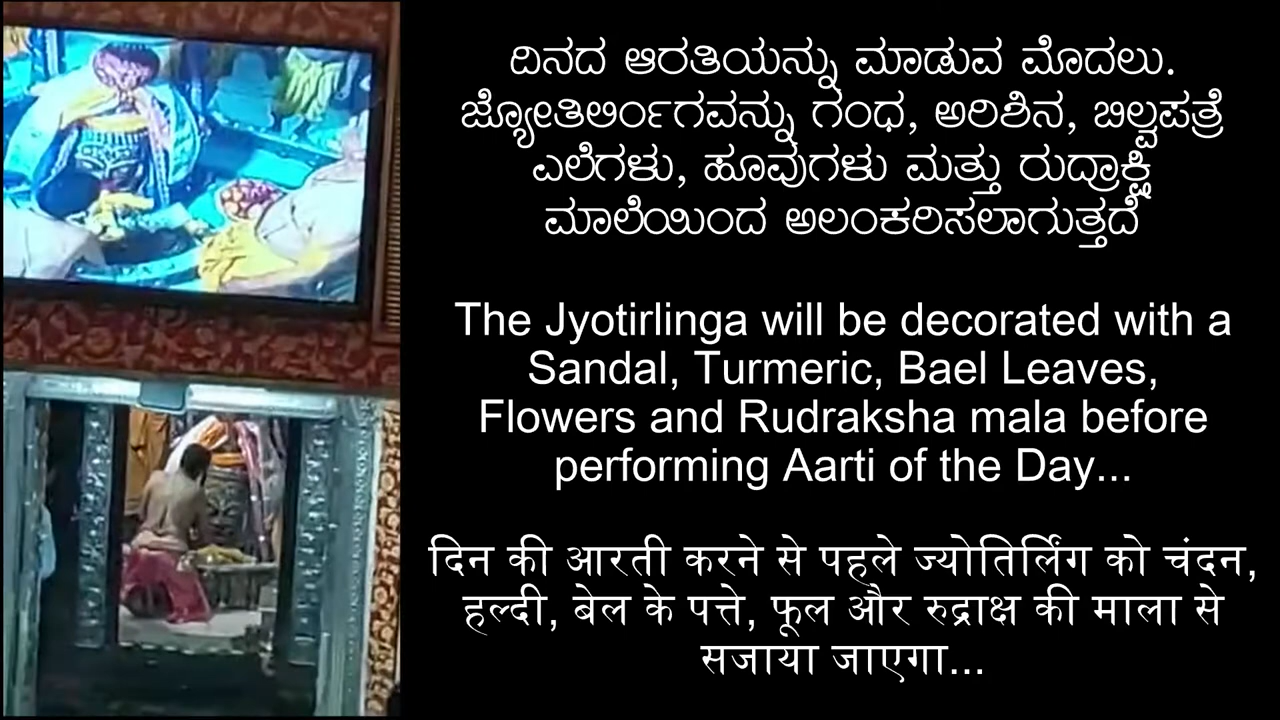 ದಿನದ ಆರತಿಯನ್ನು ಮಾಡುವ ಮೊದಲು.
ಜ್ಯೋತಿರ್ಲಿಂಗವನ್ನು ಗಂಧ, ಅರಿಶಿನ, ಬಿಲ್ವಪತ್ರೆ
ಎಲೆಗಳು, ಹೂವುಗಳು ಮತ್ತು ರುದ್ರಾಕ್ಷಿ
ಮಾಲೆಯಿಂದ ಅಲಂಕರಿಸಲಾಗುತ್ತದೆ
The Jyotirlinga will be decorated with a
Sandal, Turmeric, Bael Leaves,
Flowers and Rudraksha mala before
performing Aarti of the Day...
दिन की आरती करने से पहले ज्योतिर्लिंग को चंदन,
हल्दी, बेल के पत्ते, फूल और रुद्राक्ष की माला से
सजाया जाएगा...